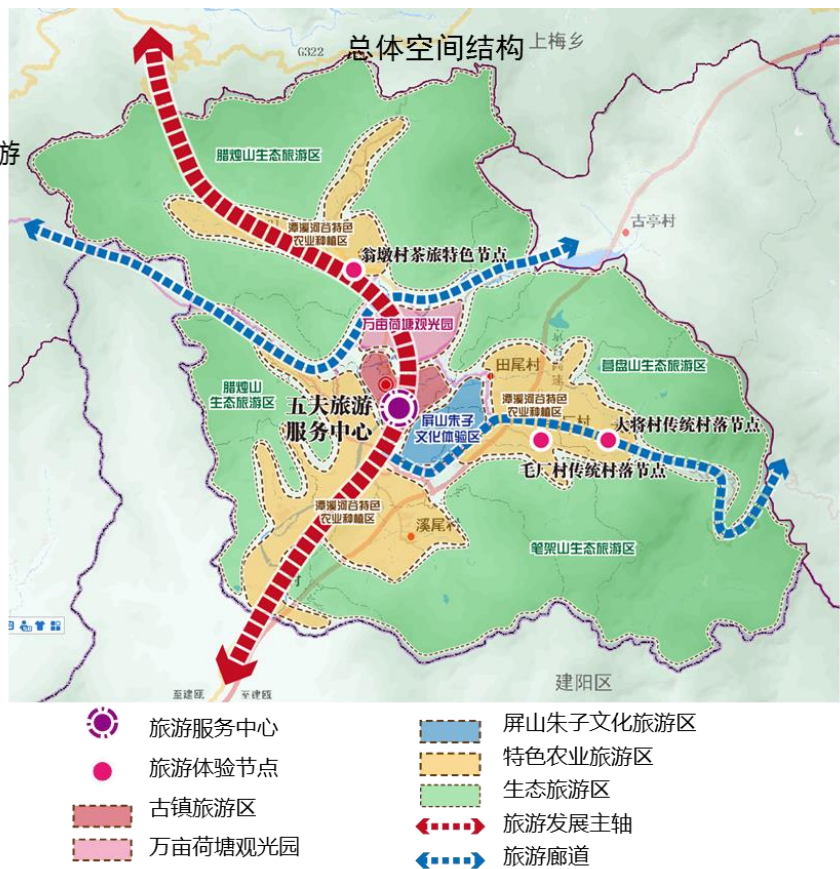 总体空间结构
上梅乡
G322
游
腊烛山生态旅游区
古亭村
潭溪河谷特色
农业种植区
翁墩村茶旅特色节点
万亩荷塘观光园
田尾村
莒盘山生态旅游区
腊烛山
生态旅游区
五夫旅游
服务中心
屏山朱子
文化体验区
潭溪河谷特色
农业种植区
大将村传统村落节点
毛厂村传统村落节点
潭溪河谷特色
农业种植区
溪尾村
笔架山生态旅游区
建阳区
至建瓯
至建瓯
旅游服务中心
旅游体验节点
古镇旅游区
万亩荷塘观光园
屏山朱子文化旅游区
特色农业旅游区
生态旅游区
旅游发展主轴
旅游廊道